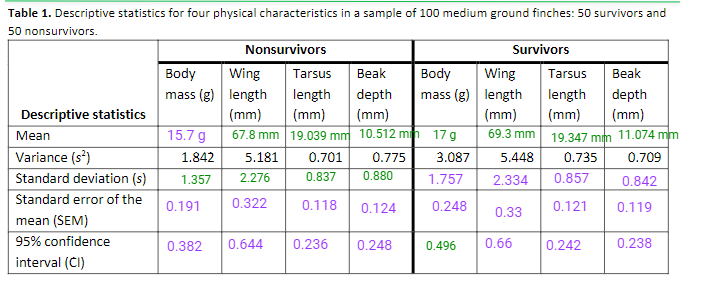 Table 1. Descriptive statistics for four physical characteristics in a sample of 100 medium ground finches: 50 survivors and
50 nonsurvivors.
Nonsurvivors Survivors
Body Wing Tarsus Beak Body Wing Tarsus Beak
mass (g) length length depth mass (g) length length depth
Descriptive statistics (mm) (mm) (mm) (mm) (mm) (mm)
Mean 15.7 g 67.8 mm 19.039 mm 10.512 mm 17 g 69.3 mm 19.347 mm 11.074 mm
Variance (s²) 1.842 5.181 0.701 0.775 3.087 5.448 0.735 0.709
Standard deviation (s) 1.357 2.276 0.837 0.880 1.757 2.334 0.857 0.842
Standard error of the
mean (SEM) 0.191 0.322 0.118 0.124 0.248 0.33 0.121 0.119
95% confidence
interval (CI) 0.382 0.644 0.236 0.248 0.496 0.66 0.242 0.238